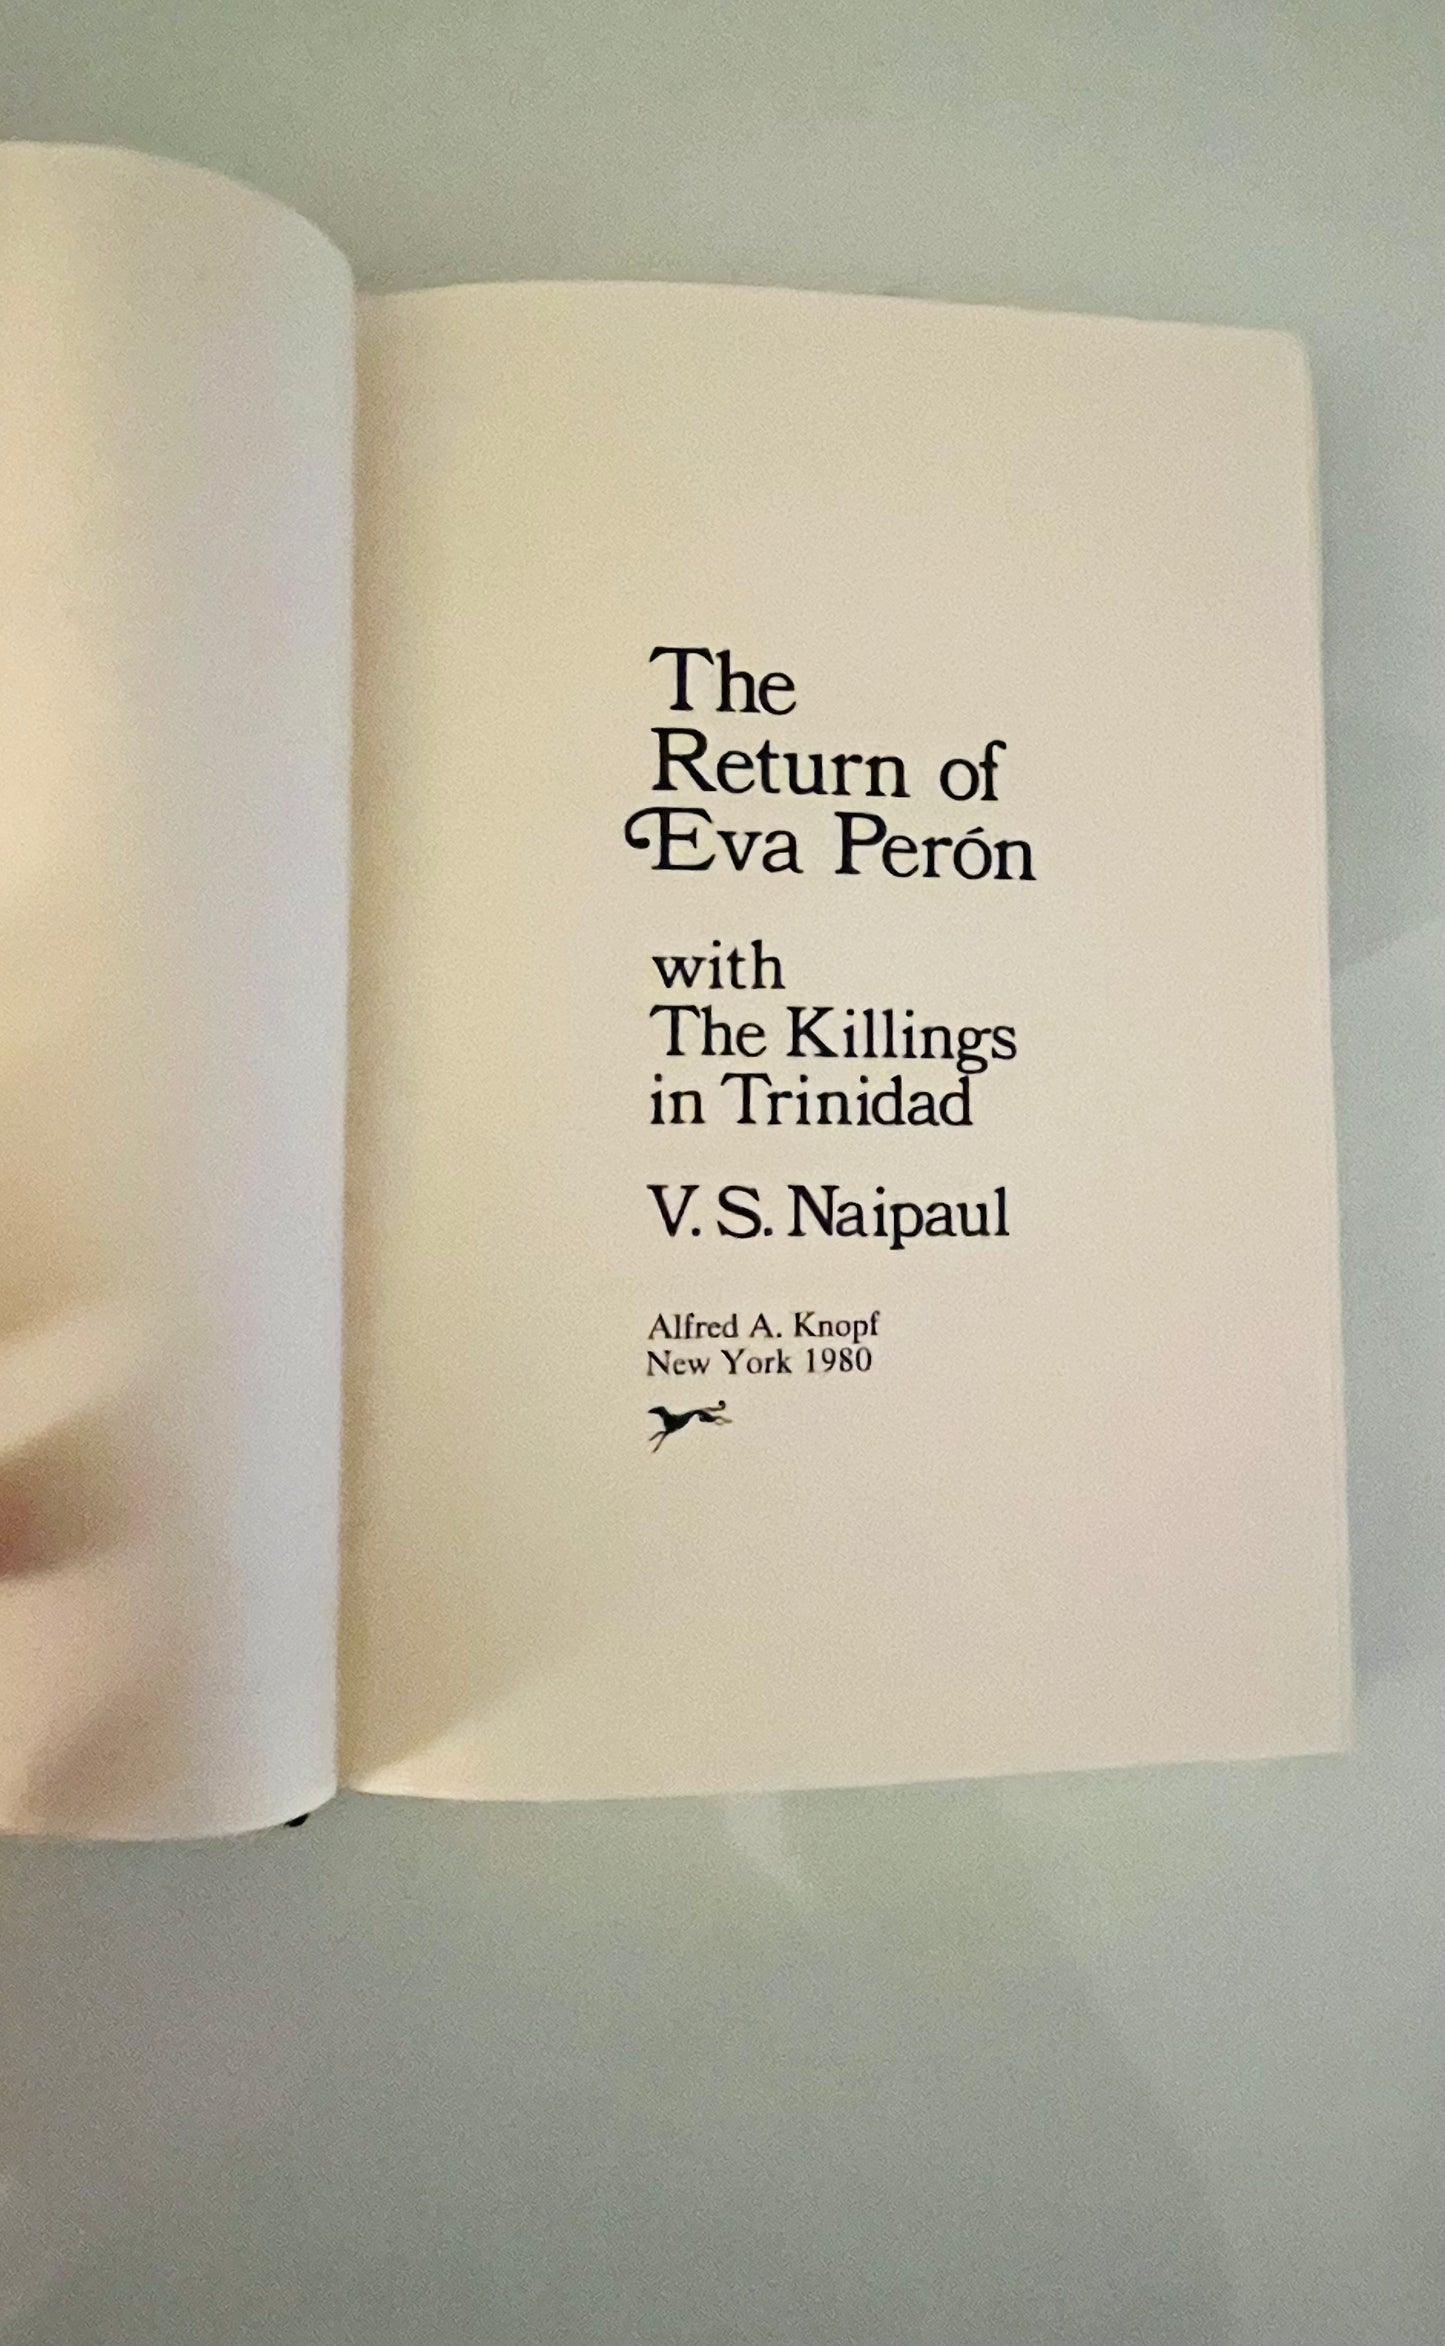 The
Return of
Eva Perón
with
The Killings
in Trinidad
V. S. Naipaul
Alfred A. Knopf
New York 1980